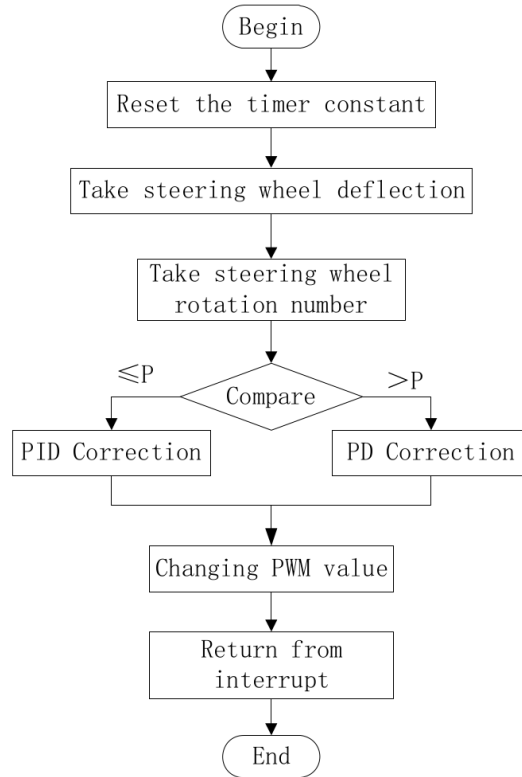 Begin
Reset the timer constant
Take steering wheel deflection
Take steering wheel
rotation number
≤P
Compare
>P
PID Correction
PD Correction
Changing PWM value
Return from
interrupt
End